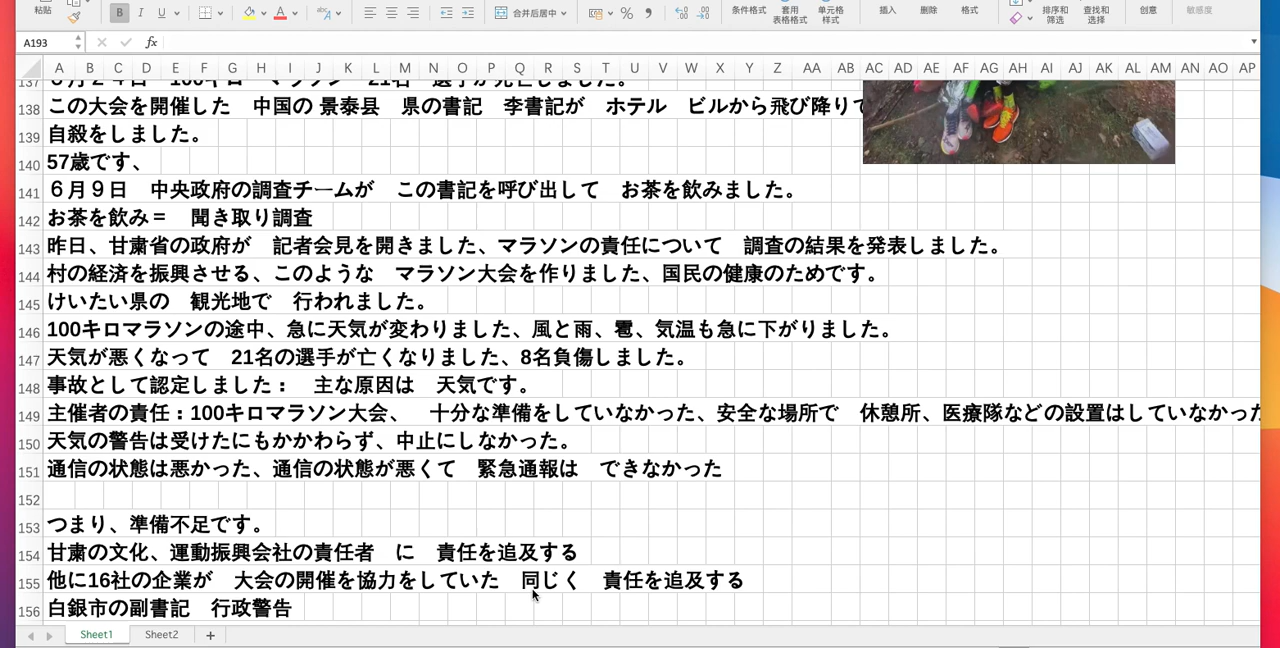 粘贴
B I U
合并后居中
条件格式
套用
表格格式
单元格
样式
插入
删除
格式
排序和
筛选
查找和
选择
创意
敏感度
A193
fx
A B C D E F G H I J K L M N O P Q R S T U V W X Y Z AA AB AC AD AE AF AG AH AI AJ AK AL AM AN AO AP
137
138 この大会を開催した　中国の 景泰县　県の書記　李書記が　ホテル　ビルから飛び降りて
139 自殺をしました。
140 57歳です、
141 ６月９日　中央政府の調査チームが　この書記を呼び出して　お茶を飲みました。
142 お茶を飲み＝　聞き取り調査
143 昨日、甘粛省の政府が　記者会見を開きました、マラソンの責任について　調査の結果を発表しました。
144 村の経済を振興させる、このような　マラソン大会を作りました、国民の健康のためです。
145 けいたい県の　観光地で　行われました。
146 100キロマラソンの途中、急に天気が変わりました、風と雨、雹、気温も急に下がりました。
147 天気が悪くなって　21名の選手が亡くなりました、8名負傷しました。
148 事故として認定しました：　主な原因は　天気です。
149 主催者の責任：100キロマラソン大会、　十分な準備をしていなかった、安全な場所で　休憩所、医療隊などの設置はしていなかった
150 天気の警告は受けたにもかかわらず、中止にしなかった。
151 通信の状態は悪かった、通信の状態が悪くて　緊急通報は　できなかった
152
153 つまり、準備不足です。
154 甘粛の文化、運動振興会社の責任者　に　責任を追及する
155 他に16社の企業が　大会の開催を協力をしていた　同じく　責任を追及する
156 白銀市の副書記　行政警告
Sheet1 Sheet2 +